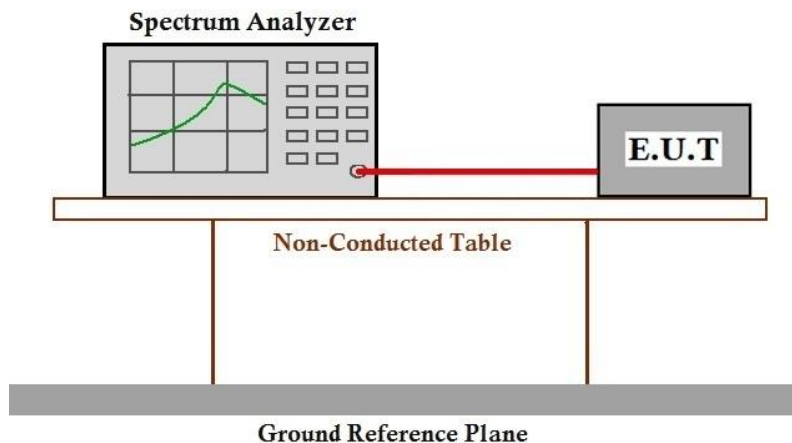 Spectrum Analyzer
E.U.T
Non-Conducted Table
Ground Reference Plane